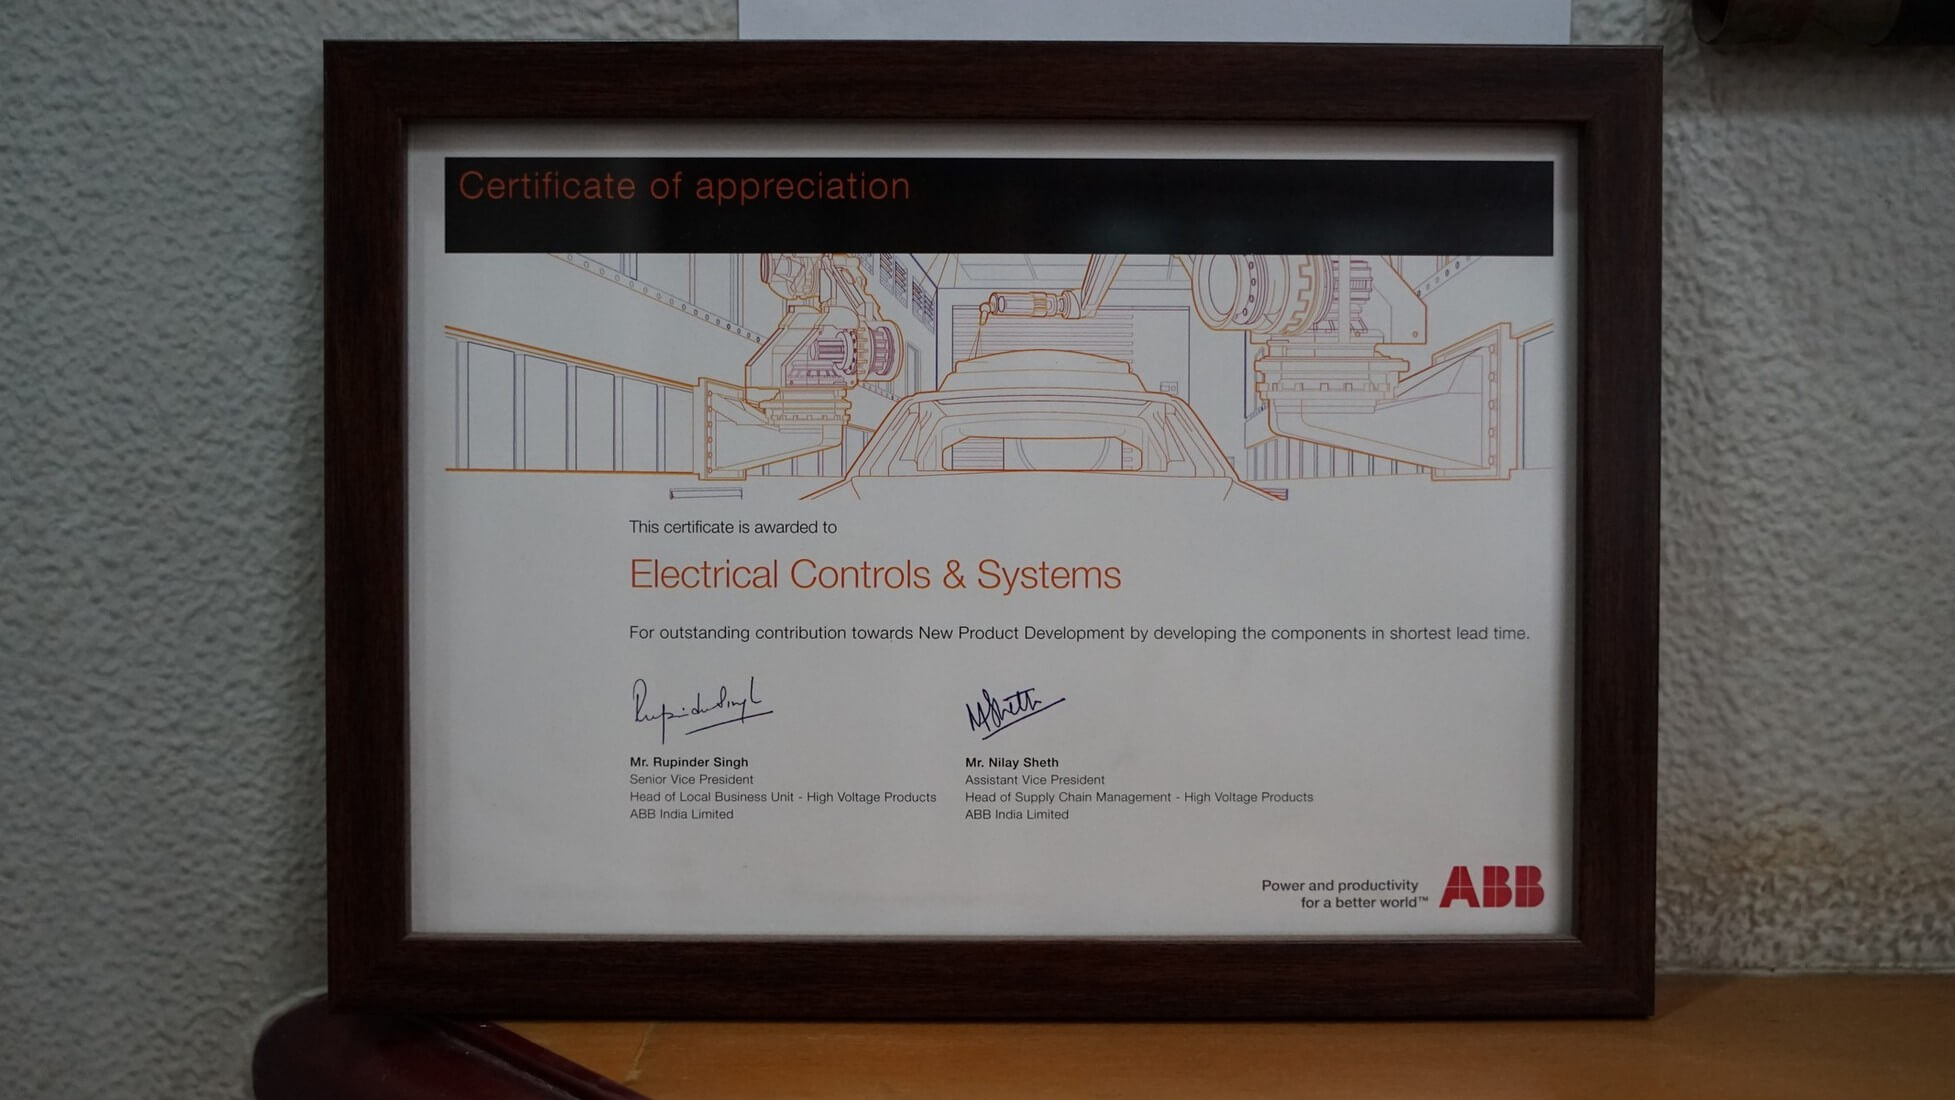 Certificate of appreciation
This certificate is awarded to
Electrical Controls & Systems
For outstanding contribution towards New Product Development by developing the components in shortest lead time.
Rupinder Singh
NSheth
Mr. Rupinder Singh
Senior Vice President
Head of Local Business Unit - High Voltage Products
ABB India Limited
Mr. Nilay Sheth
Assistant Vice President
Head of Supply Chain Management - High Voltage Products
ABB India Limited
Power and productivity
for a better world™
ABB